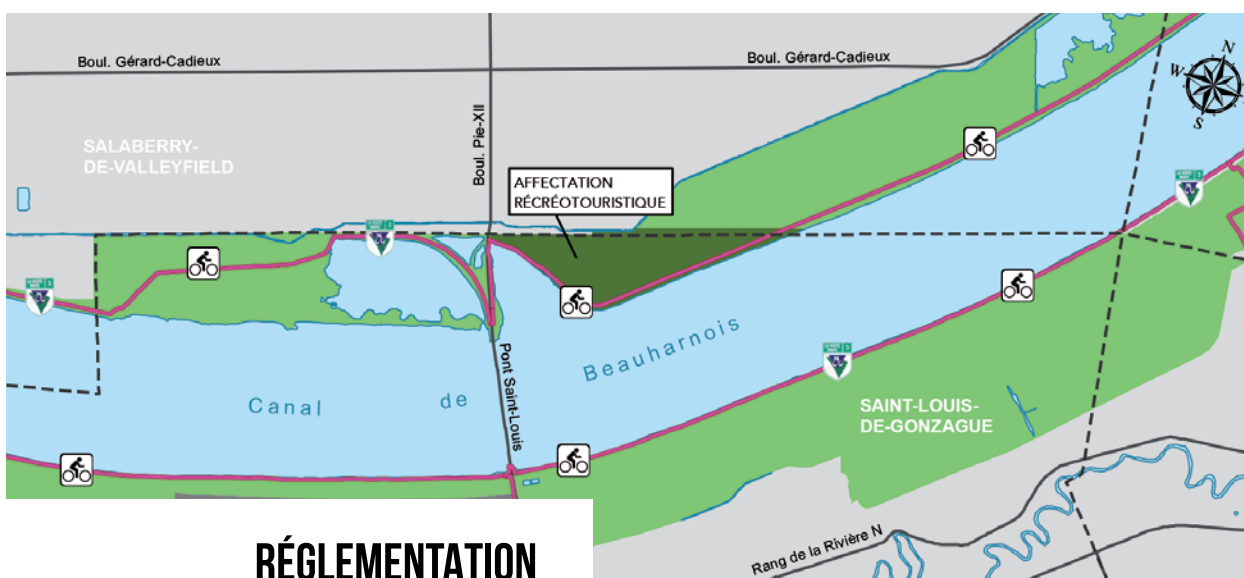 Boul. Gérard-Cadieux
Boul. Gérard-Cadieux
N
W
S
SALABERRY-
DE-VALLEYFIELD
Boul. Pie-XII
AFFECTATION
RÉCRÉOTOURISTIQUE
Canal de Beauharnois
Pont Saint-Louis
SAINT-LOUIS-
DE-GONZAGUE
Rang de la Rivière N
RÉGLEMENTATION